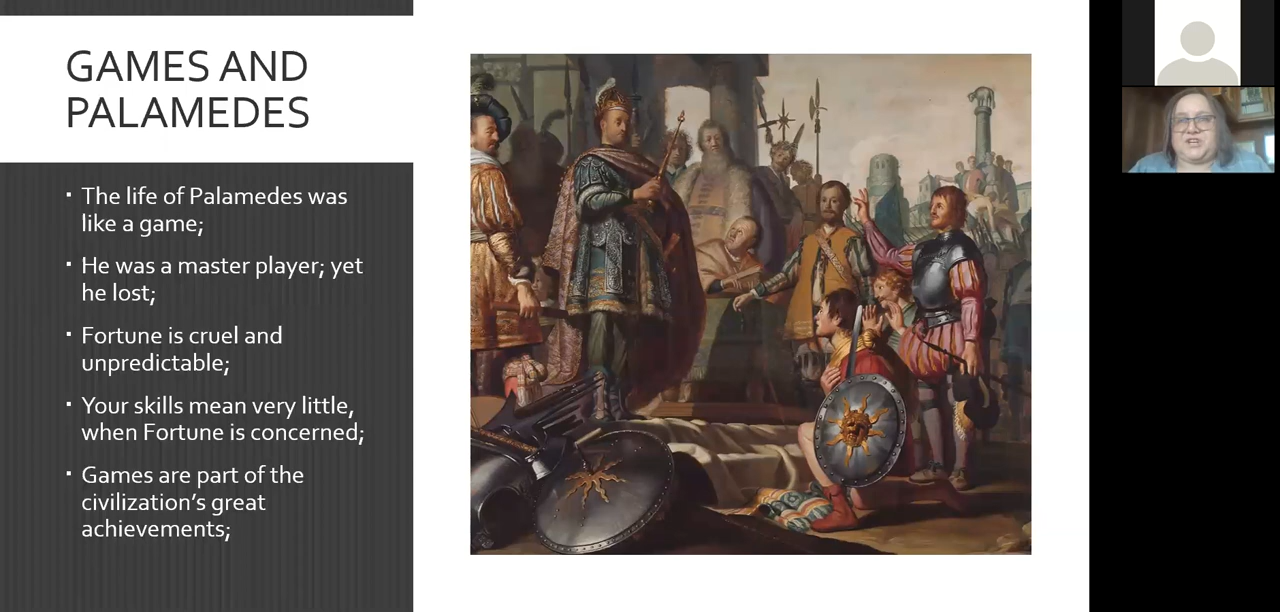 GAMES AND
PALAMEDES
▪ The life of Palamedes was
like a game;
▪ He was a master player; yet
he lost;
▪ Fortune is cruel and
unpredictable;
▪ Your skills mean very little,
when Fortune is concerned;
▪ Games are part of the
civilization's great
achievements;